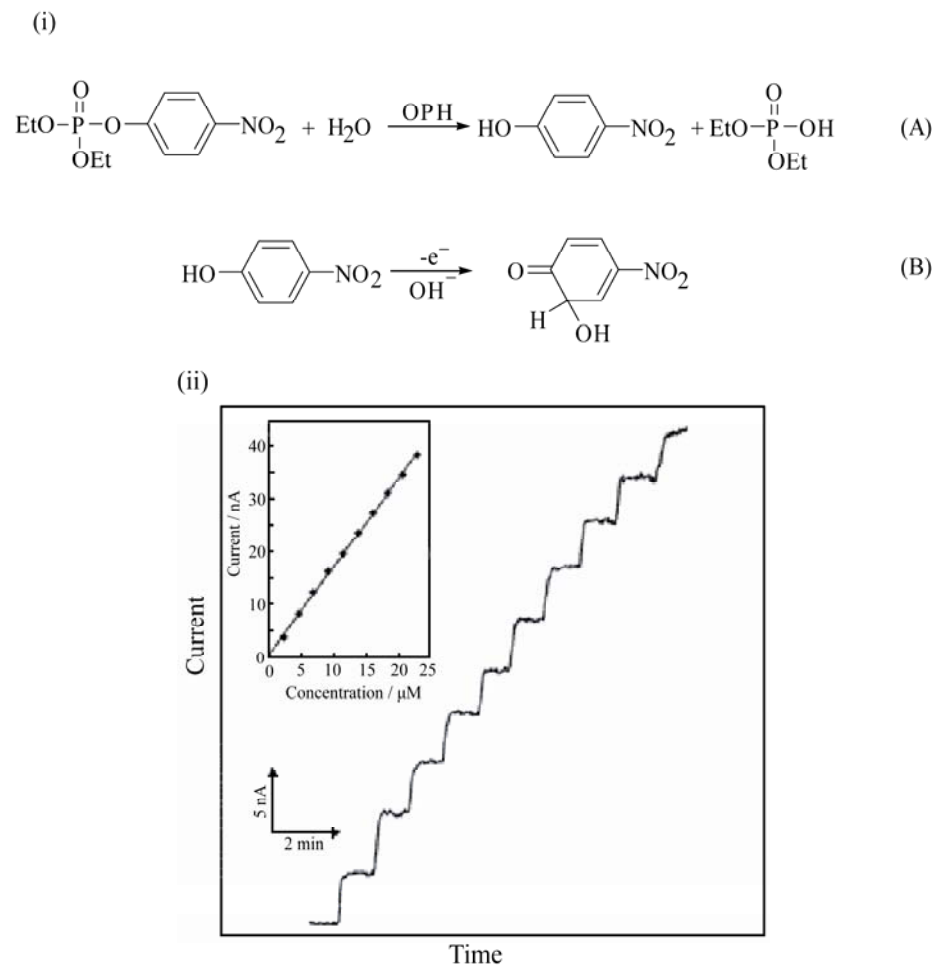 (i)
O
EtO P O NO₂ + H₂O OPH HO NO₂ + EtO P OH (A)
OEt OEt
HO NO₂ -e⁻ OH⁻ O NO₂ (B)
H OH
(ii)
Current / nA
40
30
20
10
0
0 5 10 15 20 25
Concentration / μM
Current
5 nA
2 min
Time